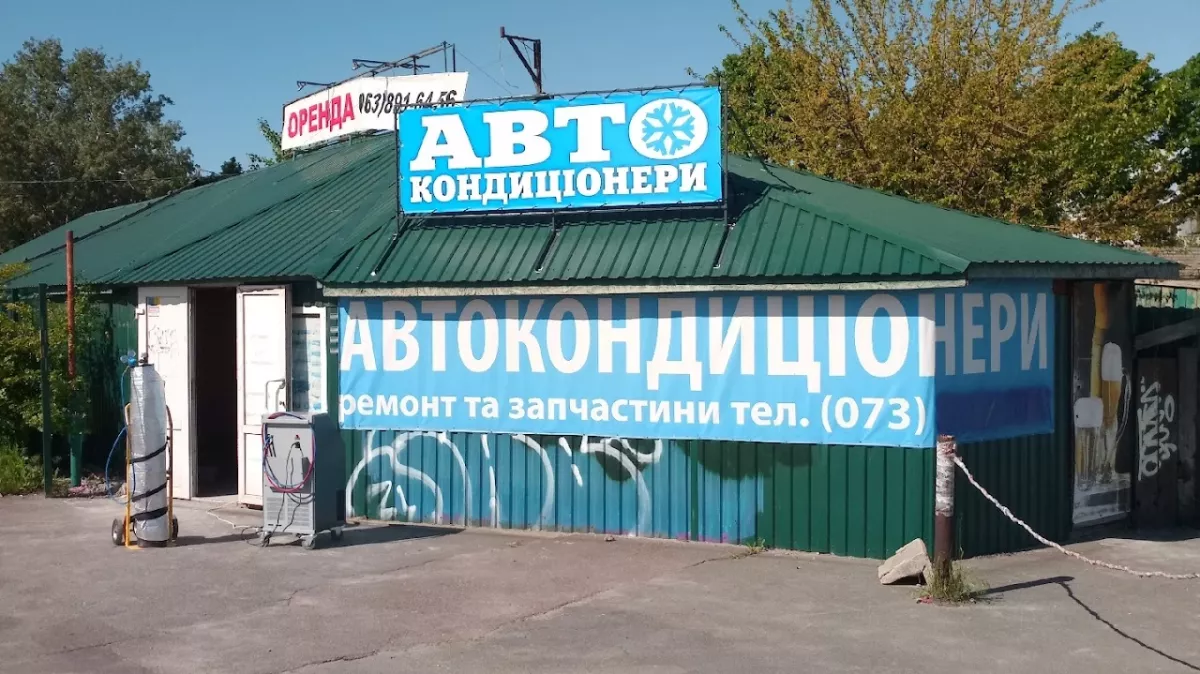 ОРЕНДА (063)891-64-56
АВТО
КОНДИЦІОНЕРИ
АВТОКОНДИЦІОНЕРИ
ремонт та запчастини тел. (073)